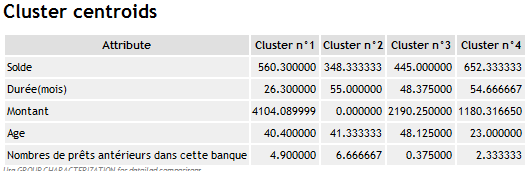 Cluster centroids
Attribute Cluster n°1 Cluster n°2 Cluster n°3 Cluster n°4
Solde 560.300000 348.333333 445.000000 652.333333
Durée(mois) 26.300000 55.000000 48.375000 54.666667
Montant 4104.089999 0.000000 2190.250000 1180.316650
Age 40.400000 41.333333 48.125000 23.000000
Nombres de prêts antérieurs dans cette banque 4.900000 6.666667 0.375000 2.333333
Use GROUP CHARACTERIZATION for detailed comparisons